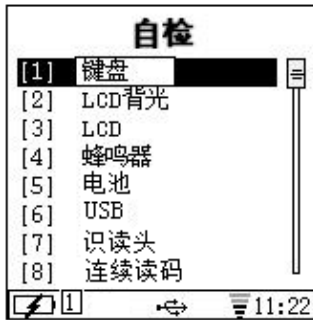 自检
[1] 键盘
[2] LCD背光
[3] LCD
[4] 蜂鸣器
[5] 电池
[6] USB
[7] 识读头
[8] 连续读码
1 11:22